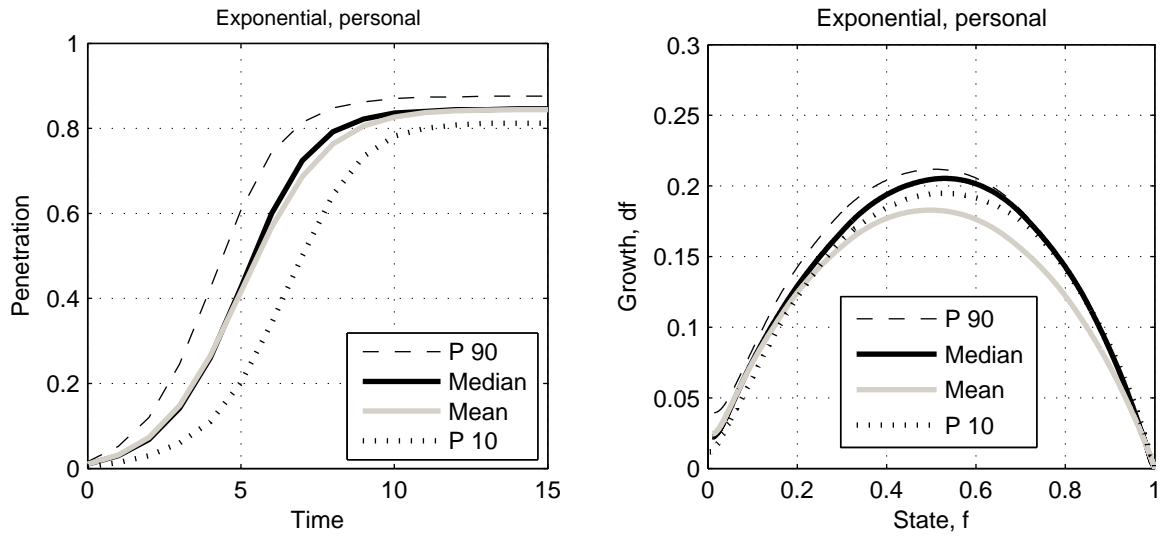 Exponential, personal
1
0.8
0.6
0.4
0.2
0
0
5
10
15
Penetration
Time
P 90
Median
Mean
P 10
Exponential, personal
0.3
0.25
0.2
0.15
0.1
0.05
0
0
0.2
0.4
0.6
0.8
1
Growth, df
State, f
P 90
Median
Mean
P 10